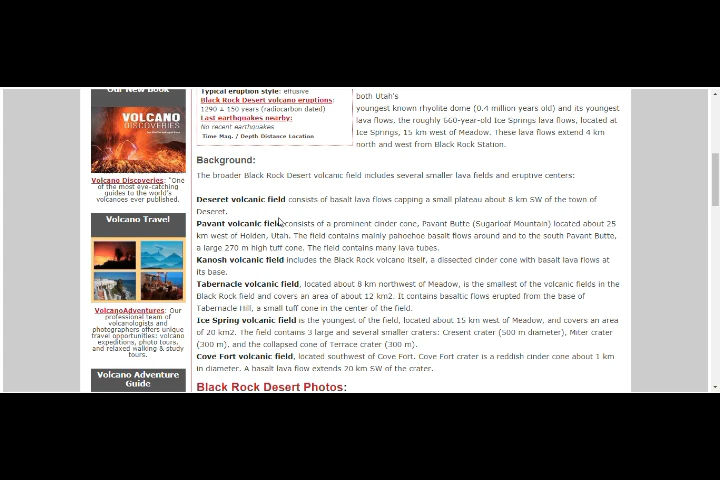 Our New Book
VOLCANO
DISCOVERIES
Volcano Discoveries: "One
of the most eye-catching
guides to the world's
volcanoes ever published.
Volcano Travel
VolcanoAdventures: Our
professional team of
volcanologists and
photographers offers unique
travel opportunities: volcano
expeditions, photo tours,
and relaxed walking & study
tours.
Volcano Adventure
Guide
Typical eruption style: effusive
Black Rock Desert volcano eruptions:
1290 ± 150 years (radiocarbon dated)
Last earthquakes nearby:
No recent earthquakes
Time Mag. / Depth Distance Location
both Utah's
youngest known rhyolite dome (0.4 million years old) and its youngest
lava flows, the roughly 660-year-old Ice Springs lava flows, located at
Ice Springs, 15 km west of Meadow. These lava flows extend 4 km
north and west from Black Rock Station.
Background:
The broader Black Rock Desert volcanic field includes several smaller lava fields and eruptive centers:
Deseret volcanic field consists of basalt lava flows capping a small plateau about 8 km SW of the town of
Deseret.
Pavant volcanic field consists of a prominent cinder cone, Pavant Butte (Sugarloaf Mountain) located about 25
km west of Holden, Utah. The field contains mainly pahoehoe basalt flows around and to the south Pavant Butte,
a large 270 m high tuff cone. The field contains many lava tubes.
Kanosh volcanic field includes the Black Rock volcano itself, a dissected cinder cone with basalt lava flows at
its base.
Tabernacle volcanic field, located about 8 km northwest of Meadow, is the smallest of the volcanic fields in the
Black Rock field and covers an area of about 12 km2. It contains basaltic flows erupted from the base of
Tabernacle Hill, a small tuff cone in the center of the field.
Ice Spring volcanic field is the youngest of the field, located about 15 km west of Meadow, and covers an area
of 20 km2. The field contains 3 large and several smaller craters: Cresent crater (500 m diameter), Miter crater
(300 m), and the collapsed cone of Terrace crater (300 m).
Cove Fort volcanic field, located southwest of Cove Fort. Cove Fort crater is a reddish cinder cone about 1 km
in diameter. A basalt lava flow extends 20 km SW of the crater.
Black Rock Desert Photos: